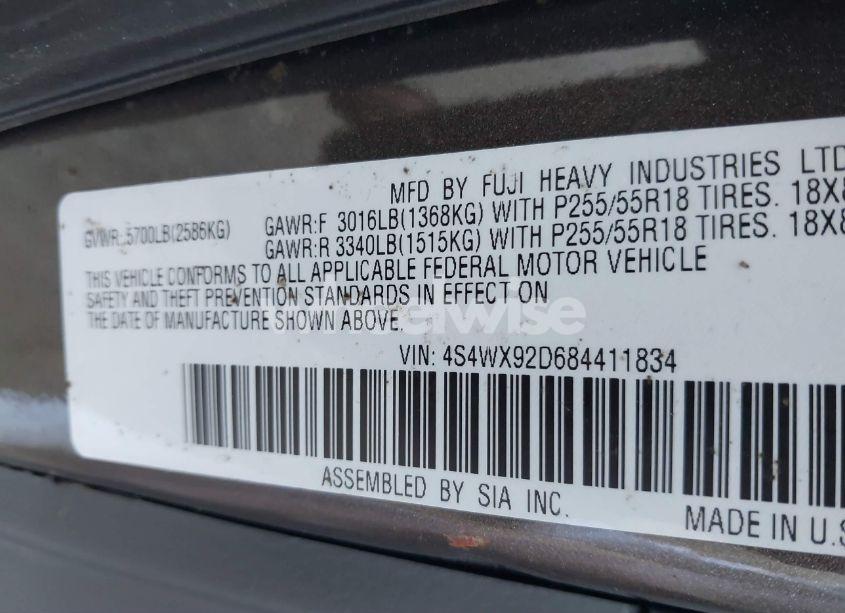 MFD BY FUJI HEAVY INDUSTRIES LTD
GVWR: 5700LB(2586KG) GAWR:F 3016LB(1368KG) WITH P255/55R18 TIRES. 18X8
GAWR:R 3340LB(1515KG) WITH P255/55R18 TIRES. 18X8
THIS VEHICLE CONFORMS TO ALL APPLICABLE FEDERAL MOTOR VEHICLE
SAFETY AND THEFT PREVENTION STANDARDS IN EFFECT ON
THE DATE OF MANUFACTURE SHOWN ABOVE.
VIN: 4S4WX92D684411834
ASSEMBLED BY SIA INC.
MADE IN U.S